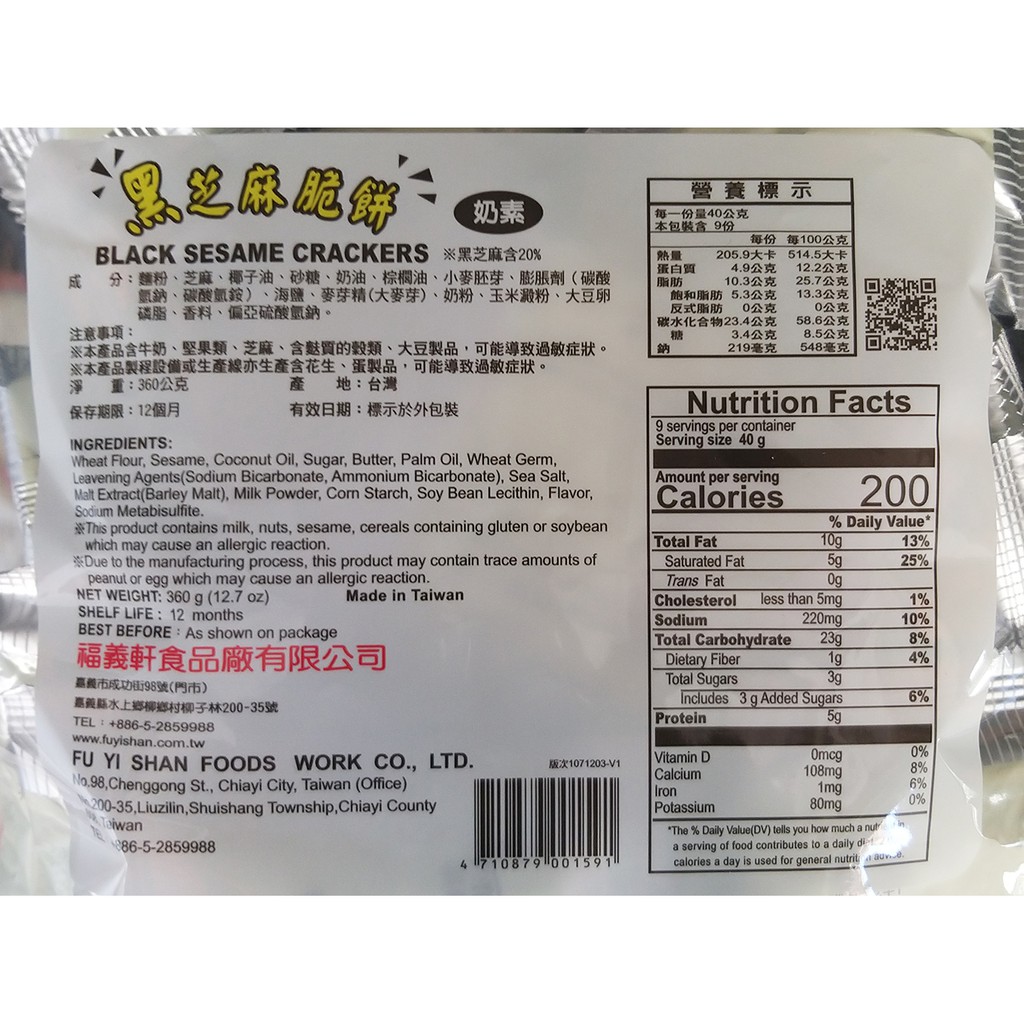 黑芝麻脆餅
奶素
BLACK SESAME CRACKERS ※黑芝麻含20%
成 分：麵粉、芝麻、椰子油、砂糖、奶油、棕櫚油、小麥胚芽、膨脹劑（碳酸
氫鈉、碳酸氫銨）、海鹽、麥芽精(大麥芽)、奶粉、玉米澱粉、大豆卵
磷脂、香料、偏亞硫酸氫鈉。
注意事項：
※本產品含牛奶、堅果類、芝麻、含麩質的穀類、大豆製品，可能導致過敏症狀。
※本產品製程設備或生產線亦生產含花生、蛋製品，可能導致過敏症狀。
淨 重：360公克 產 地：台灣
保存期限：12個月 有效日期：標示於外包裝
INGREDIENTS:
Wheat Flour, Sesame, Coconut Oil, Sugar, Butter, Palm Oil, Wheat Germ,
Leavening Agents(Sodium Bicarbonate, Ammonium Bicarbonate), Sea Salt,
Malt Extract(Barley Malt), Milk Powder, Corn Starch, Soy Bean Lecithin, Flavor,
Sodium Metabisulfite.
※This product contains milk, nuts, sesame, cereals containing gluten or soybean
which may cause an allergic reaction.
※Due to the manufacturing process, this product may contain trace amounts of
peanut or egg which may cause an allergic reaction.
NET WEIGHT: 360 g (12.7 oz) Made in Taiwan
SHELF LIFE : 12 months
BEST BEFORE : As shown on package
福義軒食品廠有限公司
嘉義市成功街98號(門市)
嘉義縣水上鄉柳鄉村柳子林200-35號
TEL : +886-5-2859988
www.fuyishan.com.tw
FU YI SHAN FOODS WORK CO., LTD.
版次1071203-V1
No.98,Chenggong St., Chiayi City, Taiwan (Office)
200-35,Liuzilin,Shuishang Township,Chiayi County
Taiwan
886-5-2859988
4 710879 001591
營養標示
每一份量40公克
本包裝含 9份
每份 每100公克
熱量 205.9大卡 514.5大卡
蛋白質 4.9公克 12.2公克
脂肪 10.3公克 25.7公克
飽和脂肪 5.3公克 13.3公克
反式脂肪 0公克 0公克
碳水化合物 23.4公克 58.6公克
糖 3.4公克 8.5公克
鈉 219毫克 548毫克
Nutrition Facts
9 servings per container
Serving size 40 g
Amount per serving
Calories 200
% Daily Value*
Total Fat 10g 13%
Saturated Fat 5g 25%
Trans Fat 0g
Cholesterol less than 5mg 1%
Sodium 220mg 10%
Total Carbohydrate 23g 8%
Dietary Fiber 1g 4%
Total Sugars 3g
Includes 3 g Added Sugars 6%
Protein 5g
Vitamin D 0mcg 0%
Calcium 108mg 8%
Iron 1mg 6%
Potassium 80mg 0%
*The % Daily Value(DV) tells you how much a in
a serving of food contributes to a daily
calories a day is used for general